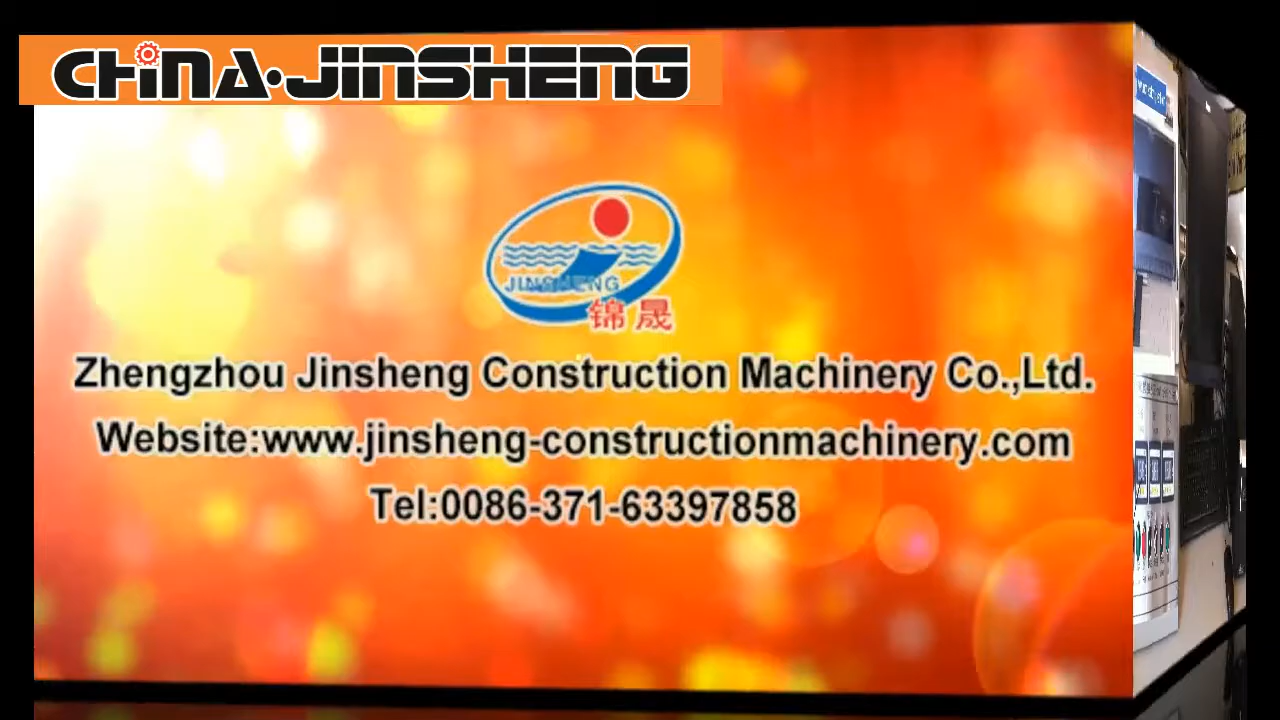 CHINA·JINSHENG
JINSHENG
锦晟
Zhengzhou Jinsheng Construction Machinery Co.,Ltd.
Website:www.jinsheng-constructionmachinery.com
Tel:0086-371-63397858